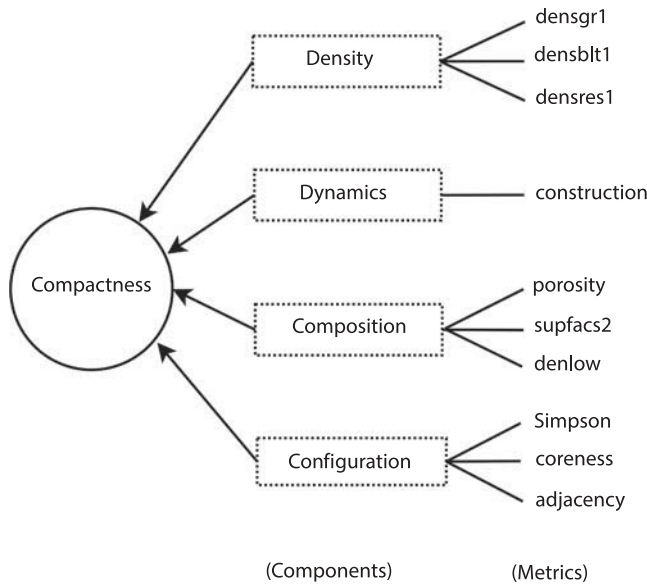 densgr1
Density
densblt1
densres1
Dynamics
construction
Compactness
porosity
Composition
supfacs2
denlow
Simpson
Configuration
coreness
adjacency
(Components)
(Metrics)